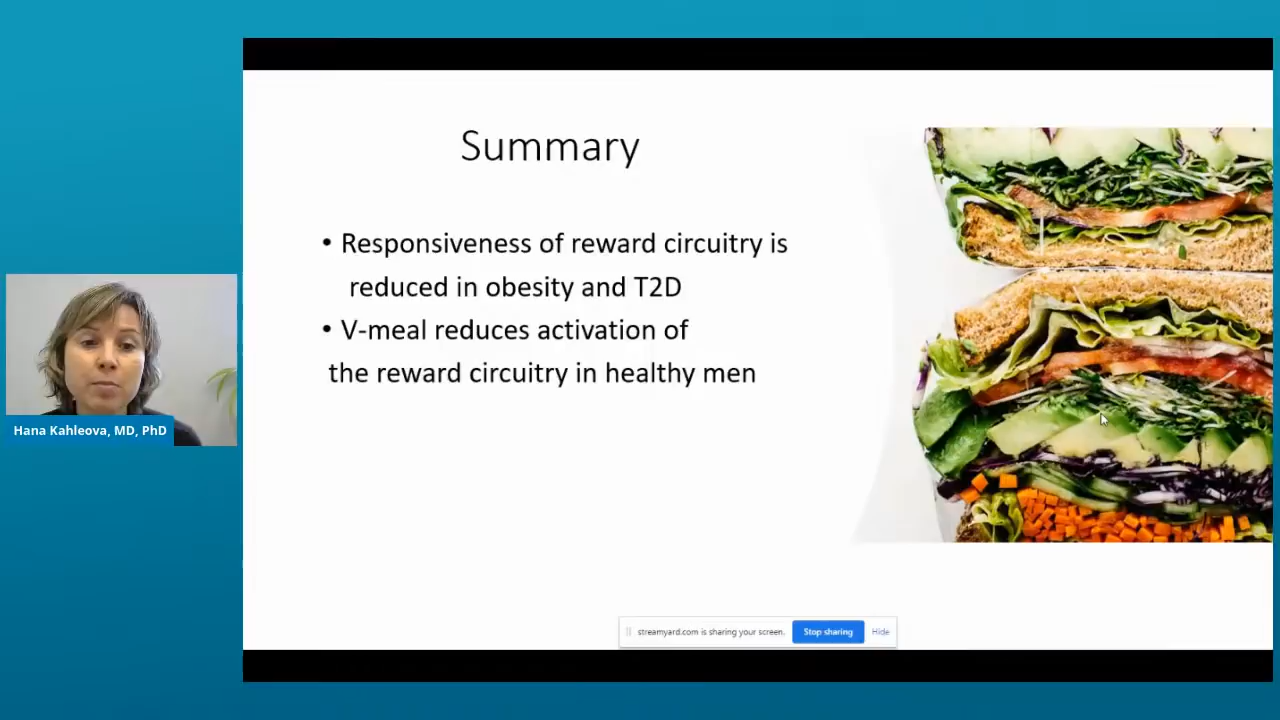 Summary
• Responsiveness of reward circuitry is
reduced in obesity and T2D
• V-meal reduces activation of
the reward circuitry in healthy men
Hana Kahleova, MD, PhD
streamyard.com is sharing your screen.
Stop sharing
Hide